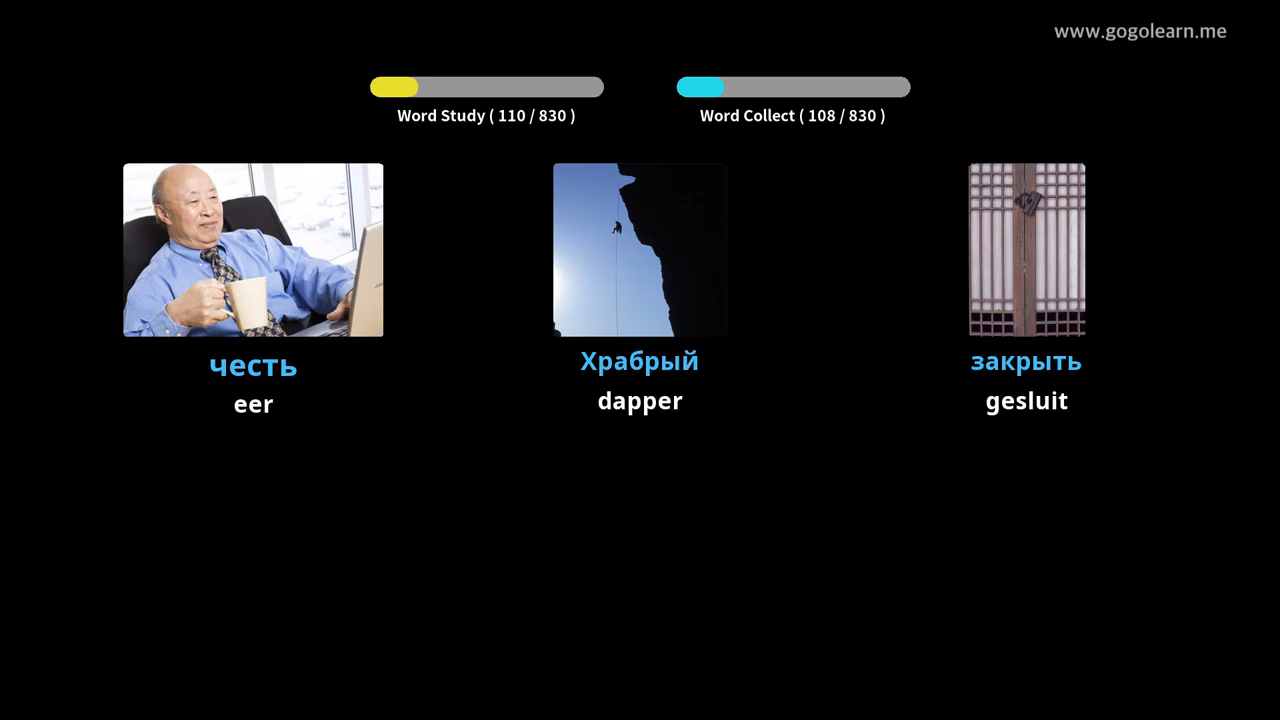 www.gogolearn.me
Word Study ( 110 / 830 )
Word Collect ( 108 / 830 )
честь
eer
Храбрый
dapper
закрыть
gesluit